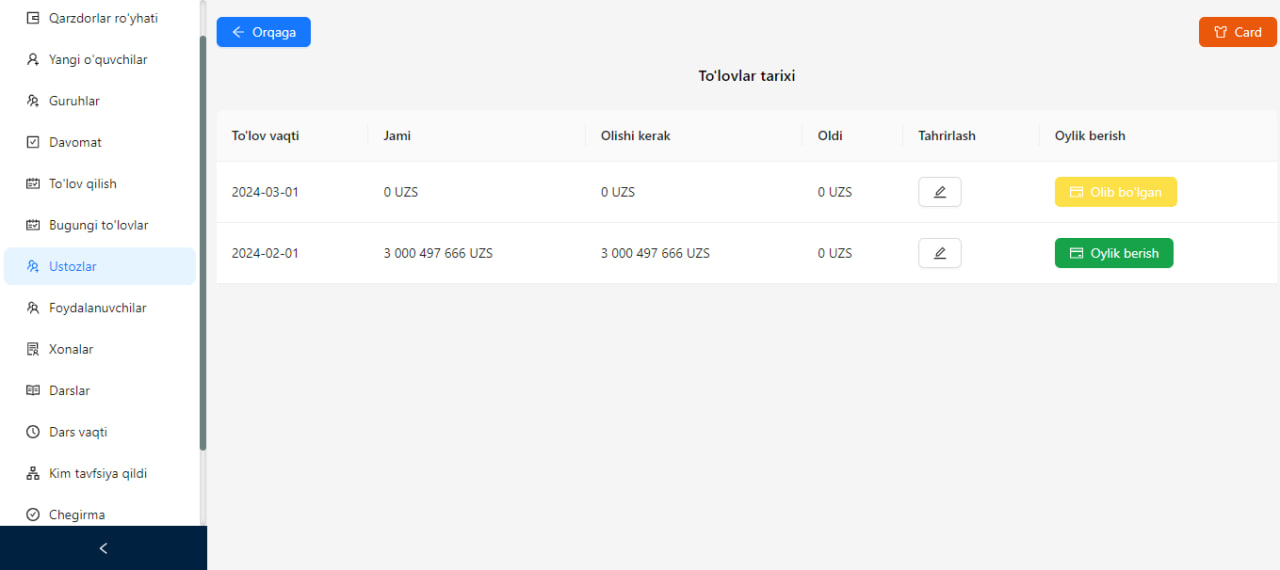 Qarzdorlar ro'yhati
Yangi o'quvchilar
Guruhlar
Davomat
To'lov qilish
Bugungi to'lovlar
Ustozlar
Foydalanuvchilar
Xonalar
Darslar
Dars vaqti
Kim tavfsiya qildi
Chegirma
Orqaga
Card
To'lovlar tarixi
To'lov vaqti Jami Olishi kerak Oldi Tahrirlash Oylik berish
2024-03-01 0 UZS 0 UZS 0 UZS Olib bo'lgan
2024-02-01 3 000 497 666 UZS 3 000 497 666 UZS 0 UZS Oylik berish